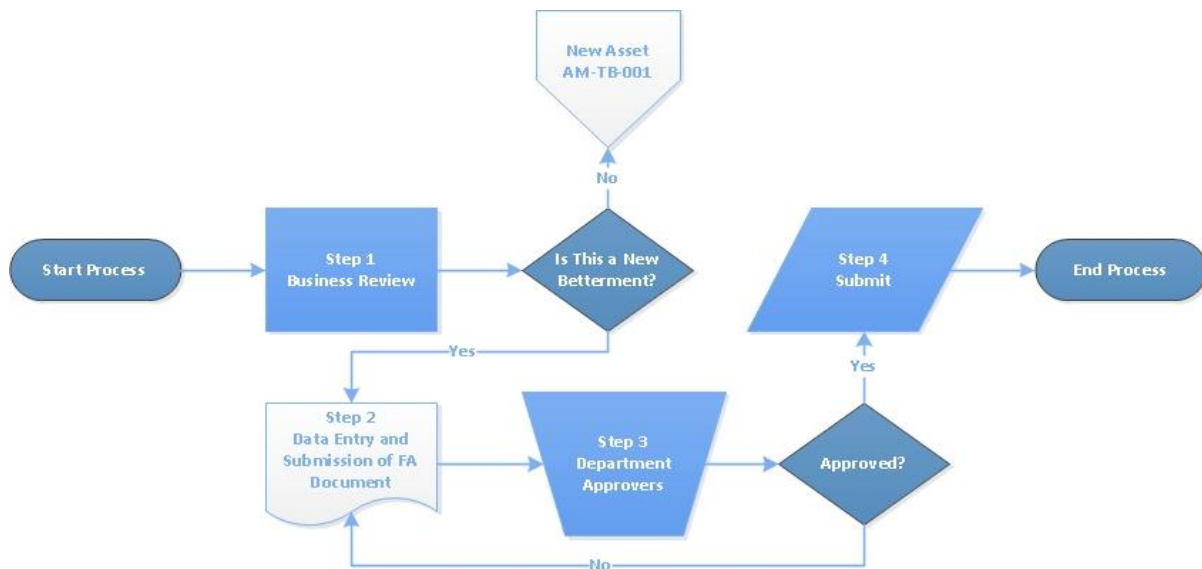 New Asset
AM-TB-001
No
Start Process
Step 1
Business Review
Is This a New
Betterment?
Step 4
Submit
End Process
Yes
Yes
Step 2
Data Entry and
Submission of FA
Document
Step 3
Department
Approvers
Approved?
No